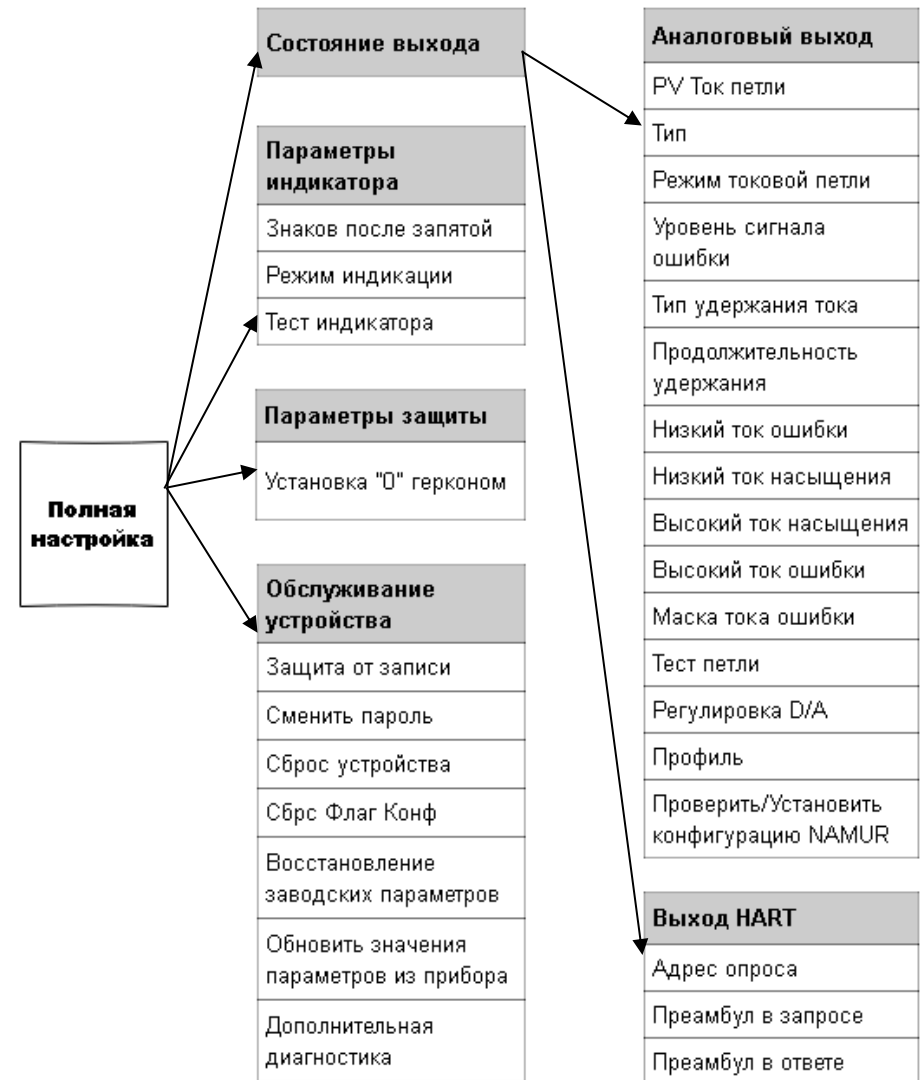 Полная
настройка
Состояние выхода
Параметры
индикатора
Знаков после запятой
Режим индикации
Тест индикатора
Параметры защиты
Установка "0" герконом
Обслуживание
устройства
Защита от записи
Сменить пароль
Сброс устройства
Сбрс Флаг Конф
Восстановление
заводских параметров
Обновить значения
параметров из прибора
Дополнительная
диагностика
Аналоговый выход
PV Ток петли
Тип
Режим токовой петли
Уровень сигнала
ошибки
Тип удержания тока
Продолжительность
удержания
Низкий ток ошибки
Низкий ток насыщения
Высокий ток насыщения
Высокий ток ошибки
Маска тока ошибки
Тест петли
Регулировка D/A
Профиль
Проверить/Установить
конфигурацию NAMUR
Выход HART
Адрес опроса
Преамбул в запросе
Преамбул в ответе